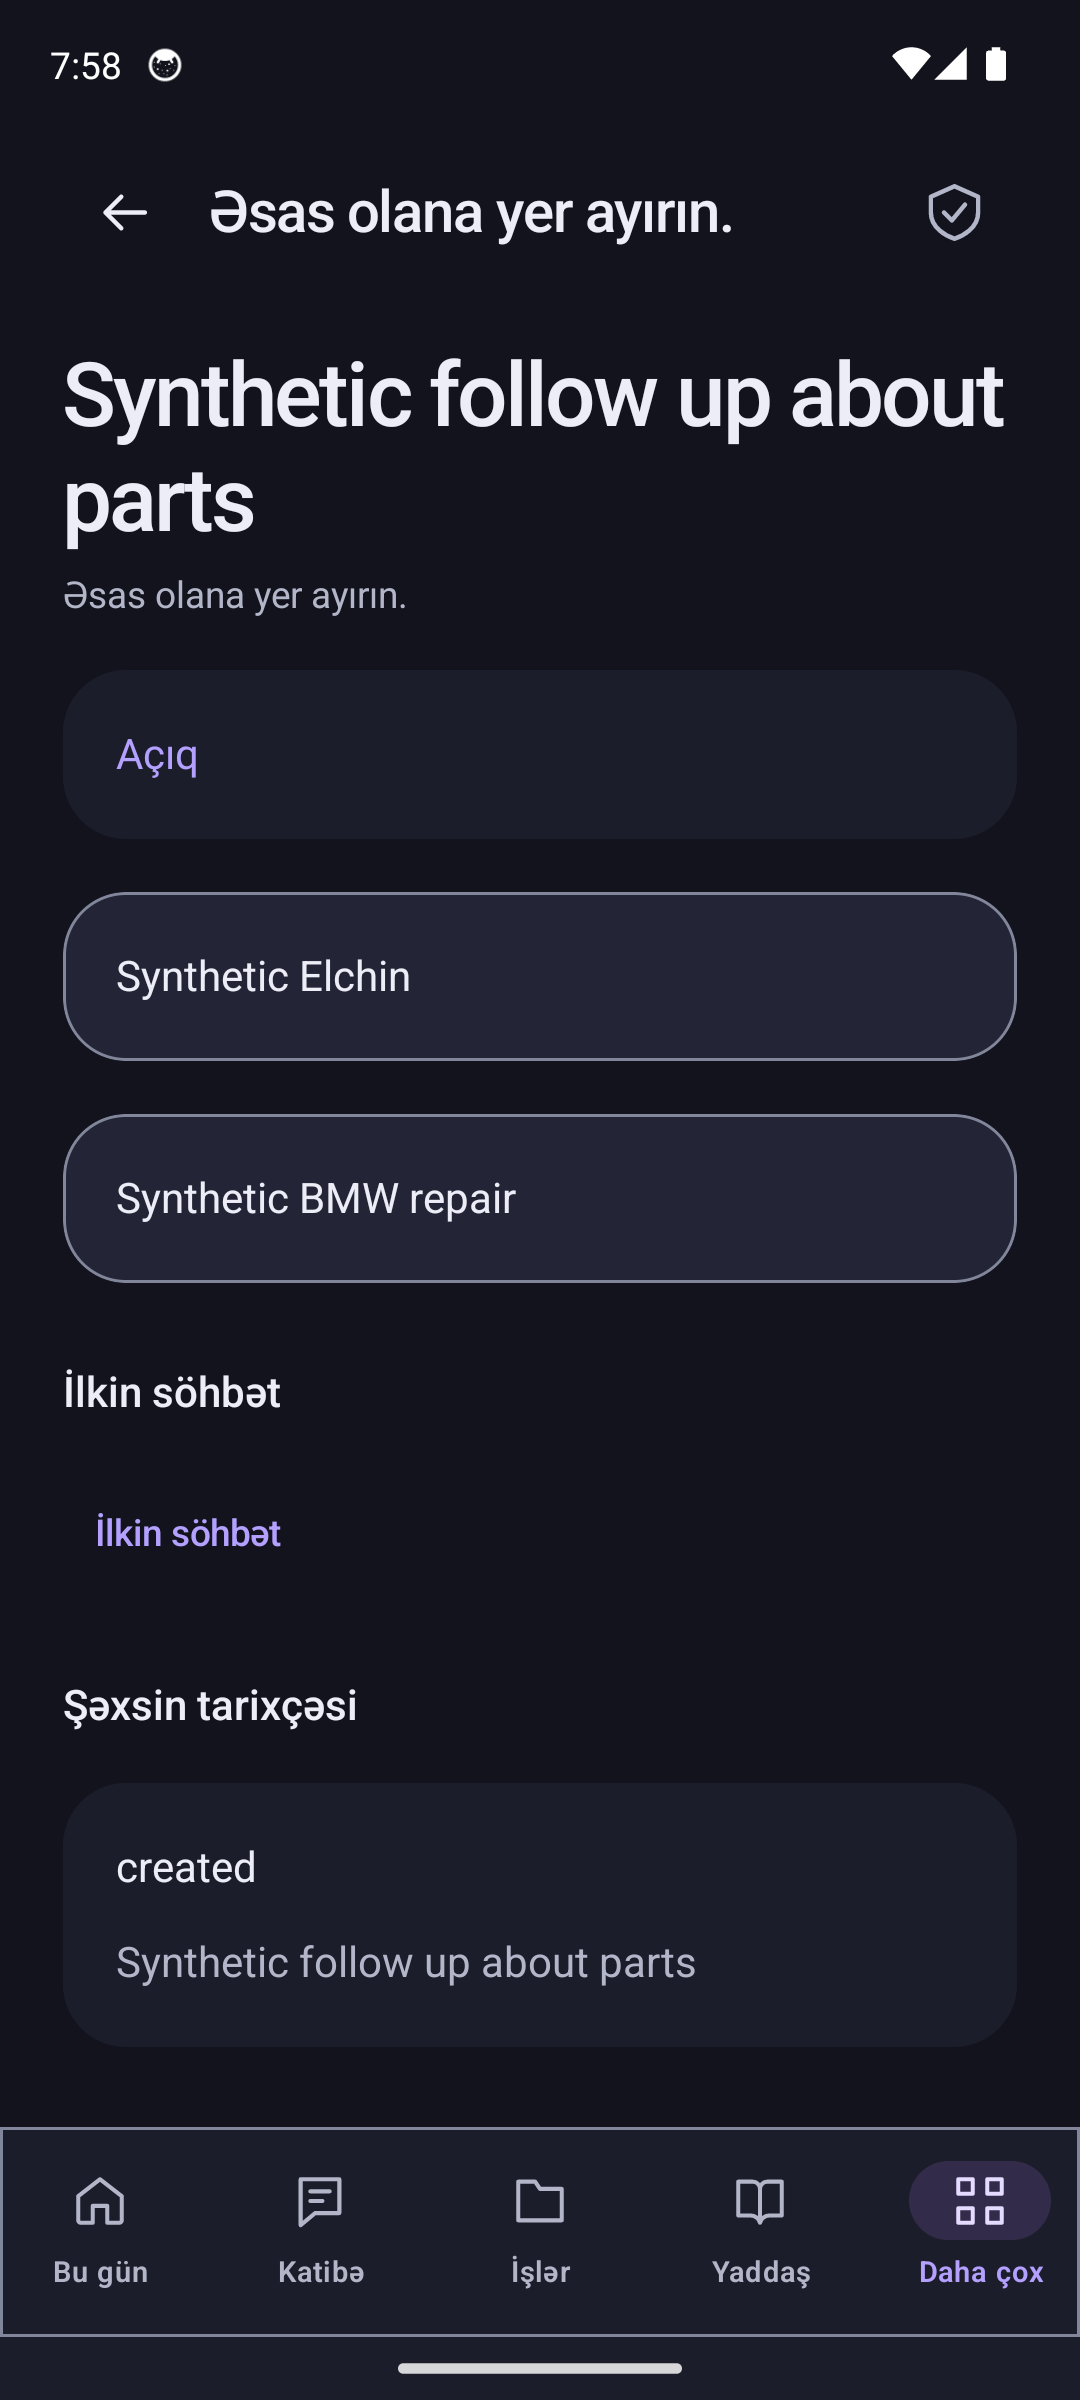 7:58
Əsas olana yer ayırın.
Synthetic follow up about
parts
Əsas olana yer ayırın.
Açıq
Synthetic Elchin
Synthetic BMW repair
İlkin söhbət
İlkin söhbət
Şəxsin tarixçəsi
created
Synthetic follow up about parts
Bu gün
Katibə
İşlər
Yaddaş
Daha çox